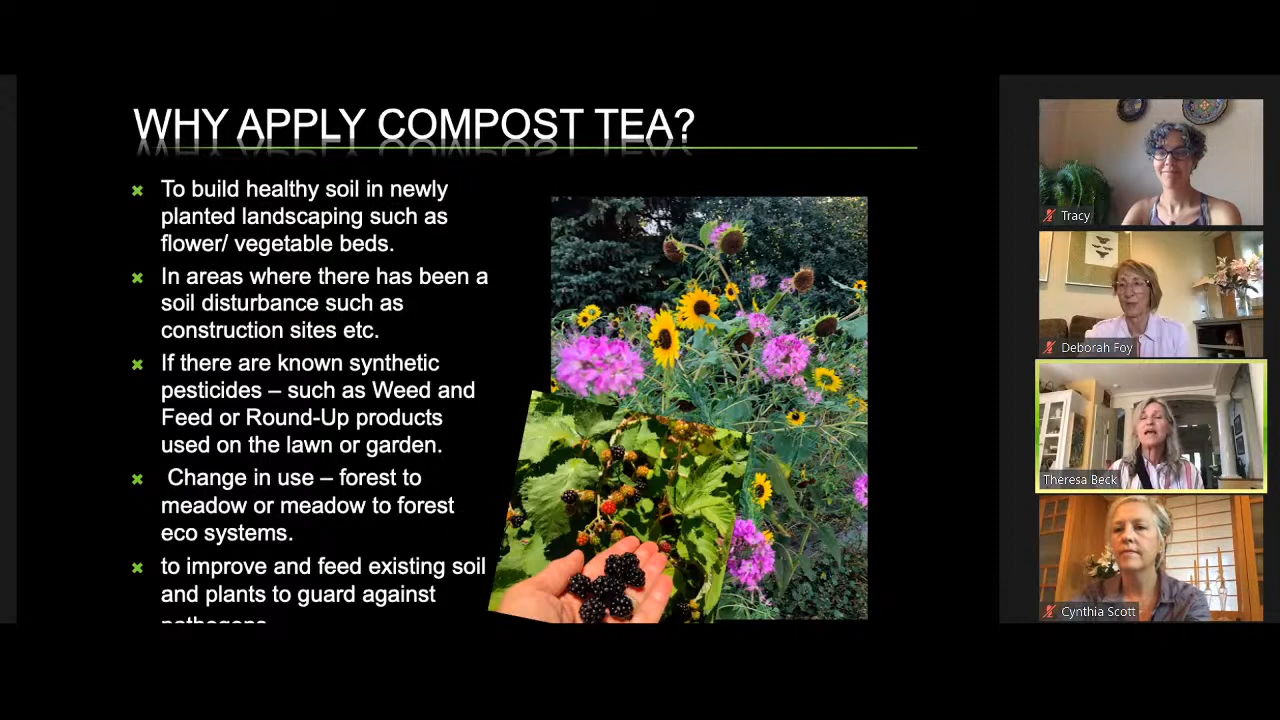 WHY APPLY COMPOST TEA?
To build healthy soil in newly
planted landscaping such as
flower/ vegetable beds.
In areas where there has been a
soil disturbance such as
construction sites etc.
If there are known synthetic
pesticides – such as Weed and
Feed or Round-Up products
used on the lawn or garden.
Change in use – forest to
meadow or meadow to forest
eco systems.
to improve and feed existing soil
and plants to guard against
pathogens.
Tracy
Deborah Foy
Theresa Beck
Cynthia Scott